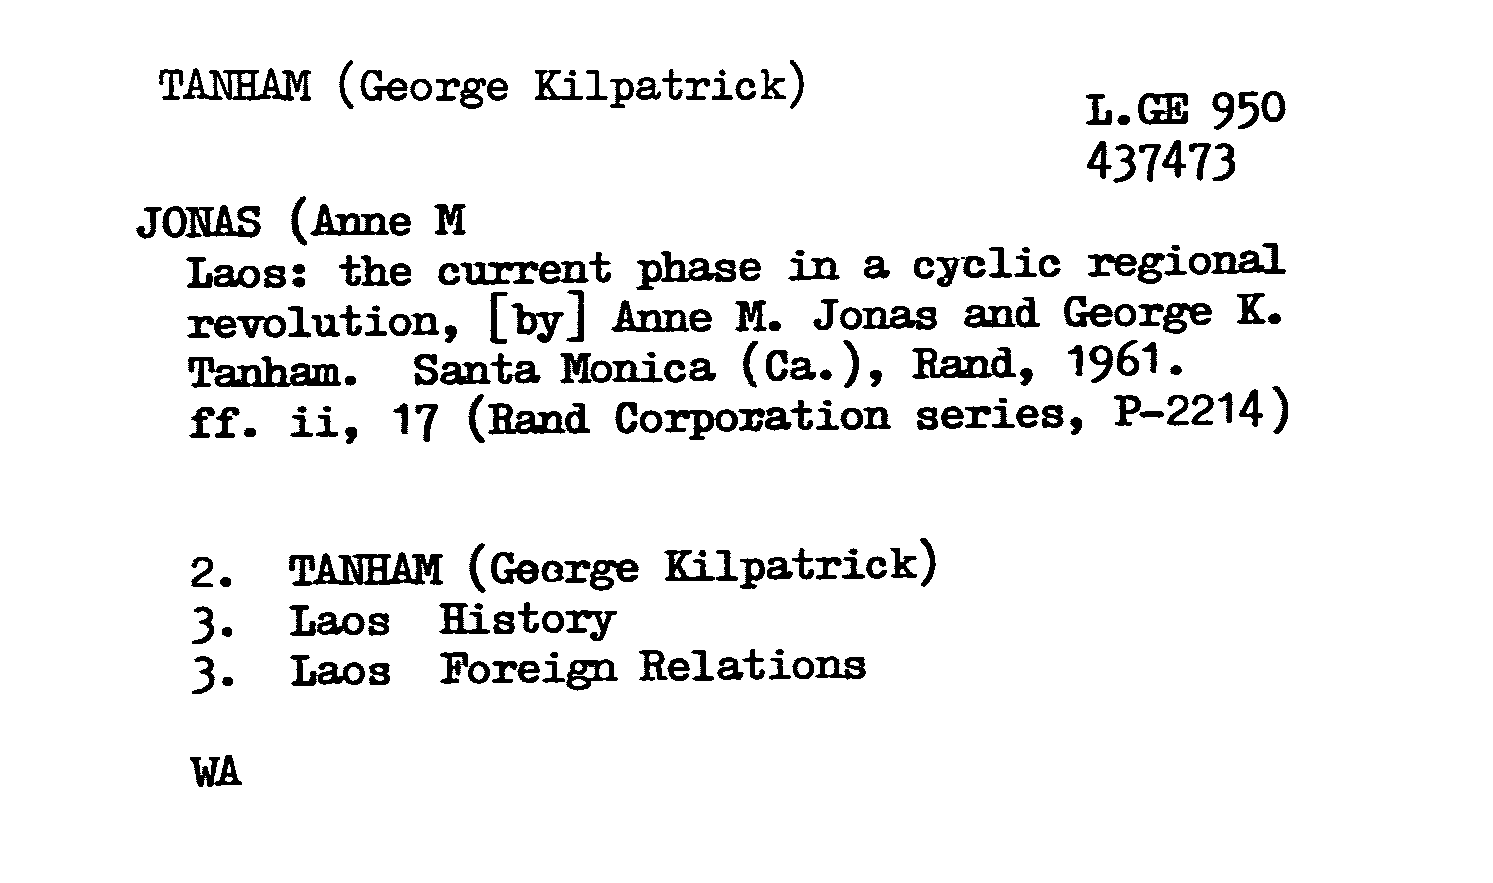 TANHAM (George Kilpatrick)
L.GE 950
437473
JONAS (Anne M
Laos: the current phase in a cyclic regional
revolution, [by] Anne M. Jonas and George K.
Tanham. Santa Monica (Ca.), Rand, 1961.
ff. ii, 17 (Rand Corporation series, P-2214)
2. TANHAM (George Kilpatrick)
3. Laos History
3. Laos Foreign Relations
WA